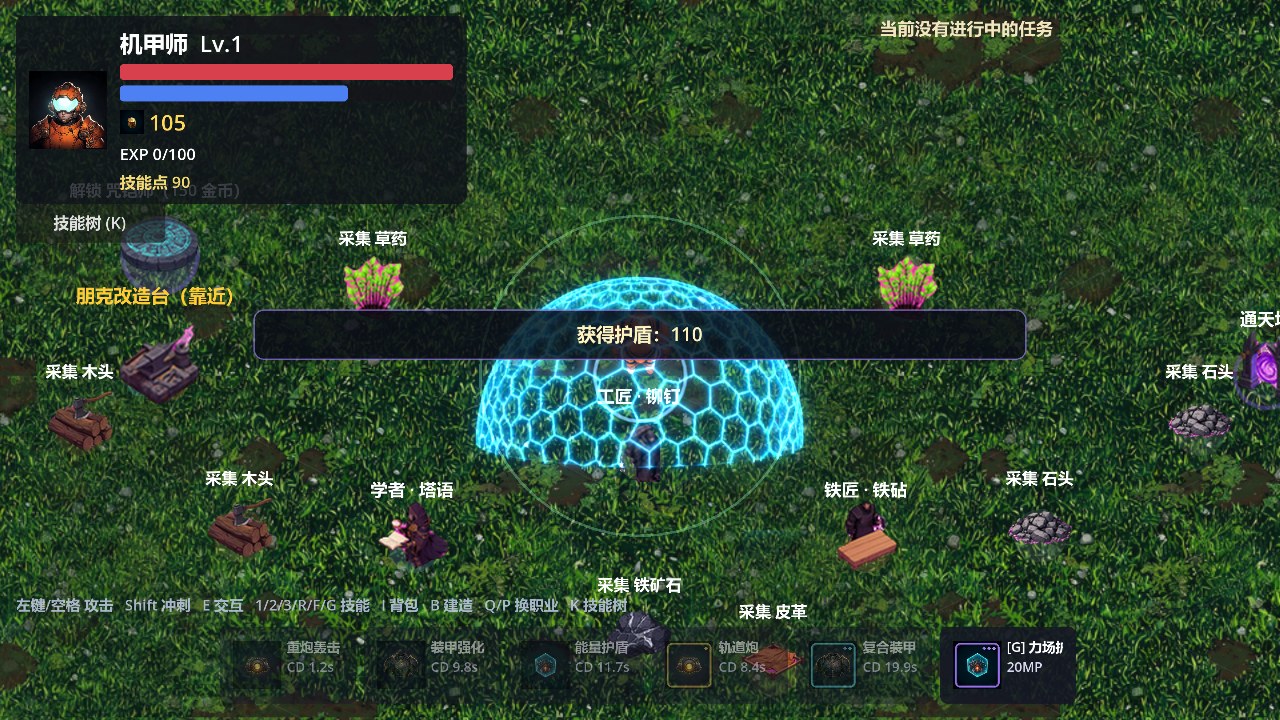 机甲师 Lv.1
当前没有进行中的任务
105
EXP 0/100
技能点 90
解锁 (150 金币)
技能树 (K)
采集 草药
采集 草药
朋克改造台（靠近）
通天
获得护盾：110
采集 木头
采集 石头
工匠 · 铆钉
采集 木头
学者 · 塔语
铁匠 · 铁砧
采集 石头
采集 铁矿石
左键/空格 攻击 Shift 冲刺 E 交互 1/2/3/R/F/G 技能 I 背包 B 建造 Q/P 换职业 K 技能树
采集 皮革
重炮轰击
CD 1.2s
装甲强化
CD 9.8s
能量护盾
CD 11.7s
轨道炮
CD 8.4s
复合装甲
CD 19.9s
[G] 力场
20MP